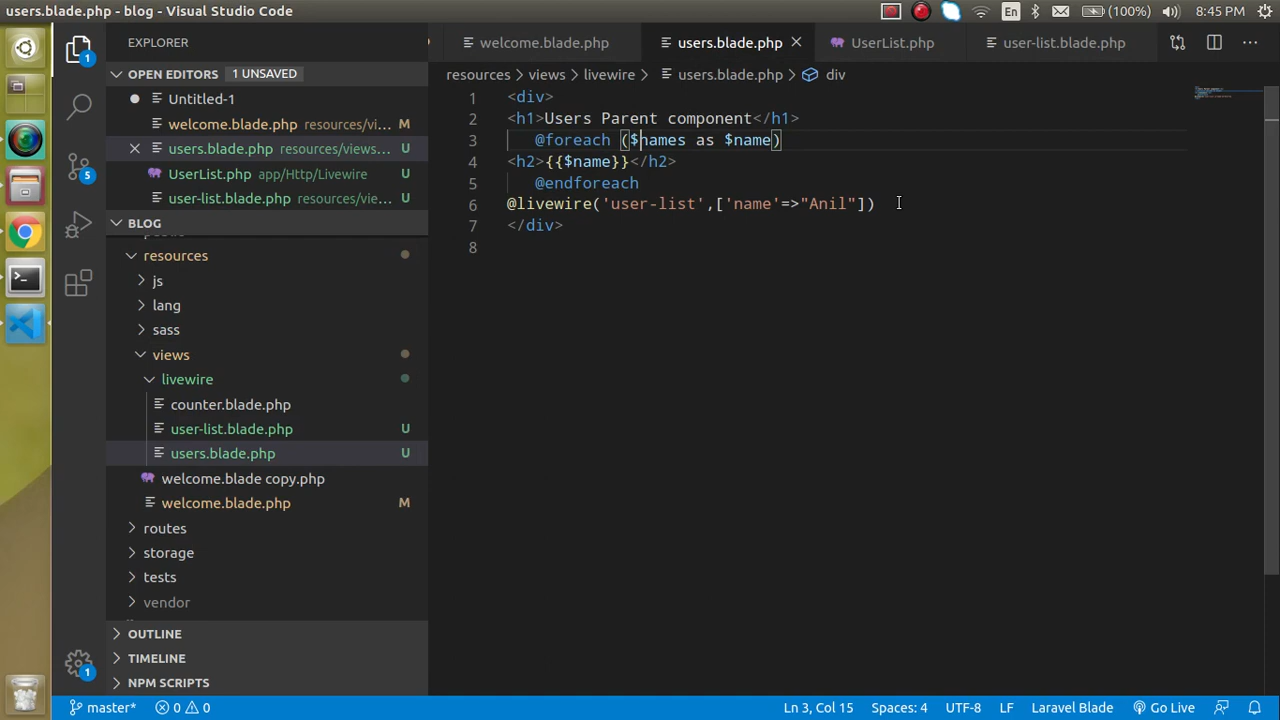 users.blade.php - blog - Visual Studio Code
En
(100%)
8:45 PM
EXPLORER
OPEN EDITORS 1 UNSAVED
Untitled-1
welcome.blade.php resources/vi... M
users.blade.php resources/views... U
UserList.php app/Http/Livewire U
user-list.blade.php resources/vie... U
BLOG
resources
js
lang
sass
views
livewire
counter.blade.php
user-list.blade.php U
users.blade.php U
welcome.blade copy.php
welcome.blade.php M
routes
storage
tests
vendor
OUTLINE
TIMELINE
NPM SCRIPTS
1
5
1
welcome.blade.php
users.blade.php
UserList.php
user-list.blade.php
resources > views > livewire > users.blade.php > div
1 <div>
2 <h1>Users Parent component</h1>
3 @foreach ($names as $name)
4 <h2>{{$name}}</h2>
5 @endforeach
6 @livewire('user-list',['name'=>"Anil"])
7 </div>
8
master* 0 0 Ln 3, Col 15 Spaces: 4 UTF-8 LF Laravel Blade Go Live